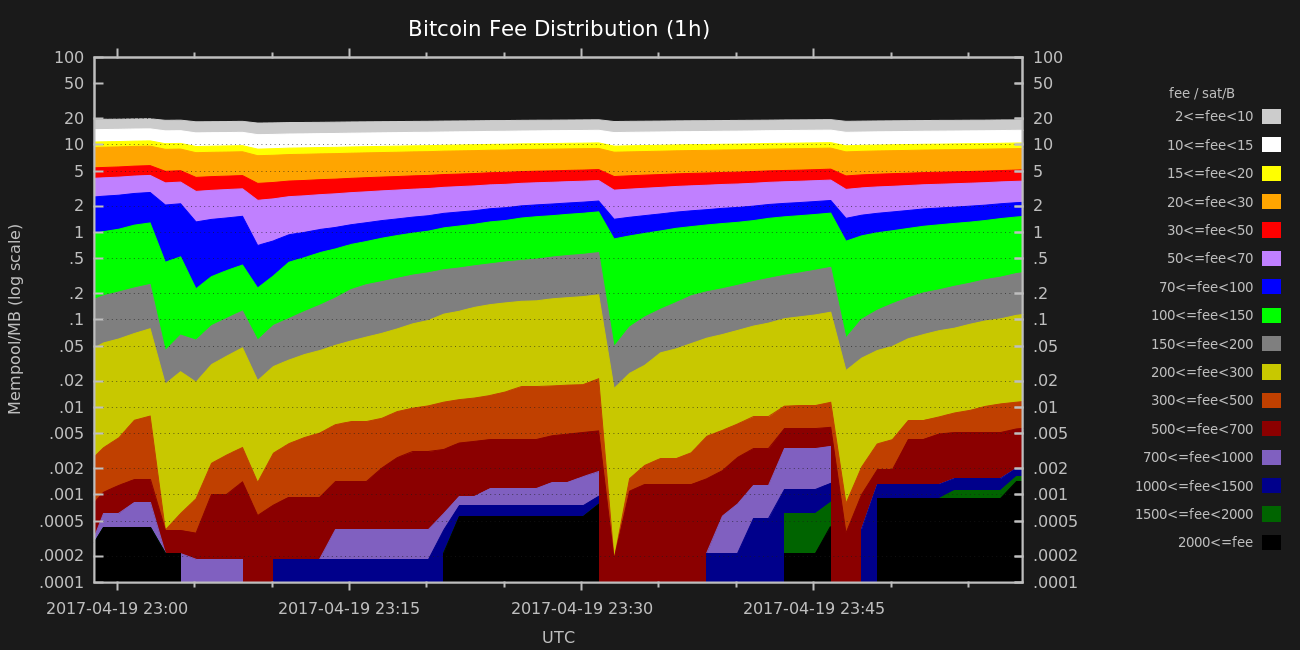 Bitcoin Fee Distribution (1h)
100
50
20
10
5
2
1
.5
.2
.1
.05
.02
.01
.005
.002
.001
.0005
.0002
.0001
Mempool/MB (log scale)
100
50
20
10
5
2
1
.5
.2
.1
.05
.02
.01
.005
.002
.001
.0005
.0002
.0001
2017-04-19 23:00
2017-04-19 23:15
2017-04-19 23:30
2017-04-19 23:45
UTC
fee / sat/B
2<=fee<10
10<=fee<15
15<=fee<20
20<=fee<30
30<=fee<50
50<=fee<70
70<=fee<100
100<=fee<150
150<=fee<200
200<=fee<300
300<=fee<500
500<=fee<700
700<=fee<1000
1000<=fee<1500
1500<=fee<2000
2000<=fee